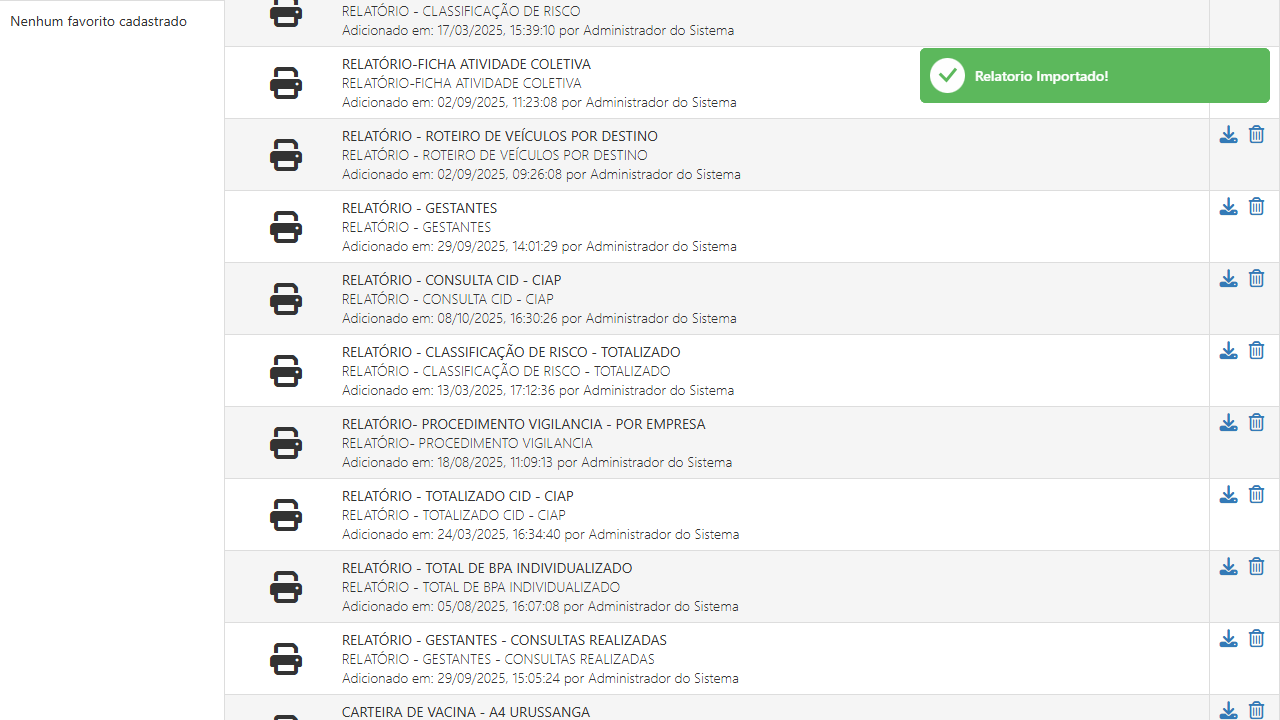 Nenhum favorito cadastrado
RELATÓRIO - CLASSIFICAÇÃO DE RISCO
Adicionado em: 17/03/2025, 15:39:10 por Administrador do Sistema
RELATÓRIO-FICHA ATIVIDADE COLETIVA
RELATÓRIO-FICHA ATIVIDADE COLETIVA
Adicionado em: 02/09/2025, 11:23:08 por Administrador do Sistema
Relatorio Importado!
RELATÓRIO - ROTEIRO DE VEÍCULOS POR DESTINO
RELATÓRIO - ROTEIRO DE VEÍCULOS POR DESTINO
Adicionado em: 02/09/2025, 09:26:08 por Administrador do Sistema
RELATÓRIO - GESTANTES
RELATÓRIO - GESTANTES
Adicionado em: 29/09/2025, 14:01:29 por Administrador do Sistema
RELATÓRIO - CONSULTA CID - CIAP
RELATÓRIO - CONSULTA CID - CIAP
Adicionado em: 08/10/2025, 16:30:26 por Administrador do Sistema
RELATÓRIO - CLASSIFICAÇÃO DE RISCO - TOTALIZADO
RELATÓRIO - CLASSIFICAÇÃO DE RISCO - TOTALIZADO
Adicionado em: 13/03/2025, 17:12:36 por Administrador do Sistema
RELATÓRIO- PROCEDIMENTO VIGILANCIA - POR EMPRESA
RELATÓRIO- PROCEDIMENTO VIGILANCIA
Adicionado em: 18/08/2025, 11:09:13 por Administrador do Sistema
RELATÓRIO - TOTALIZADO CID - CIAP
RELATÓRIO - TOTALIZADO CID - CIAP
Adicionado em: 24/03/2025, 16:34:40 por Administrador do Sistema
RELATÓRIO - TOTAL DE BPA INDIVIDUALIZADO
RELATÓRIO - TOTAL DE BPA INDIVIDUALIZADO
Adicionado em: 05/08/2025, 16:07:08 por Administrador do Sistema
RELATÓRIO - GESTANTES - CONSULTAS REALIZADAS
RELATÓRIO - GESTANTES - CONSULTAS REALIZADAS
Adicionado em: 29/09/2025, 15:05:24 por Administrador do Sistema
CARTEIRA DE VACINA - A4 URUSSANGA